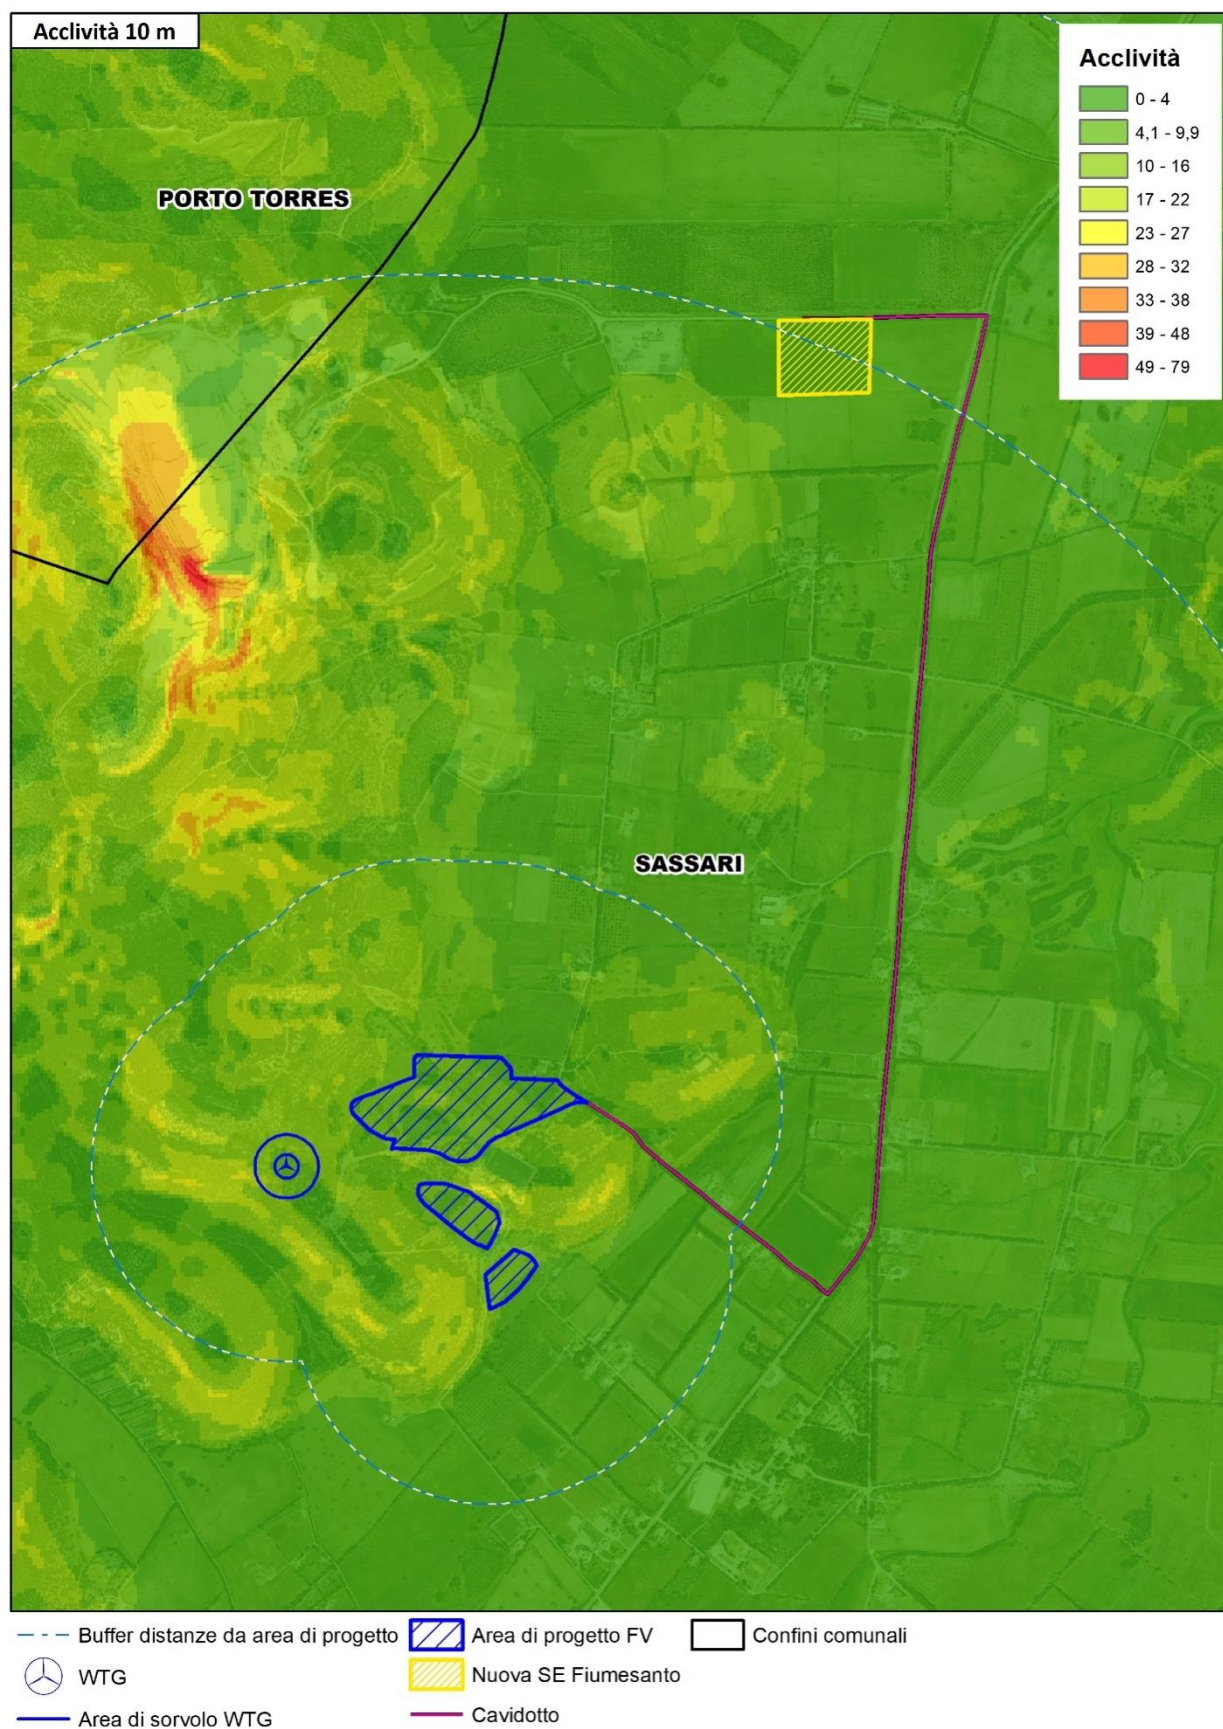 Acclività 10 m
Acclività
0 - 4
4,1 - 9,9
10 - 16
17 - 22
23 - 27
28 - 32
33 - 38
39 - 48
49 - 79
PORTO TORRES
SASSARI
Buffer distanze da area di progetto
Area di progetto FV
Confini comunali
WTG
Nuova SE Fiumesanto
Area di sorvolo WTG
Cavidotto